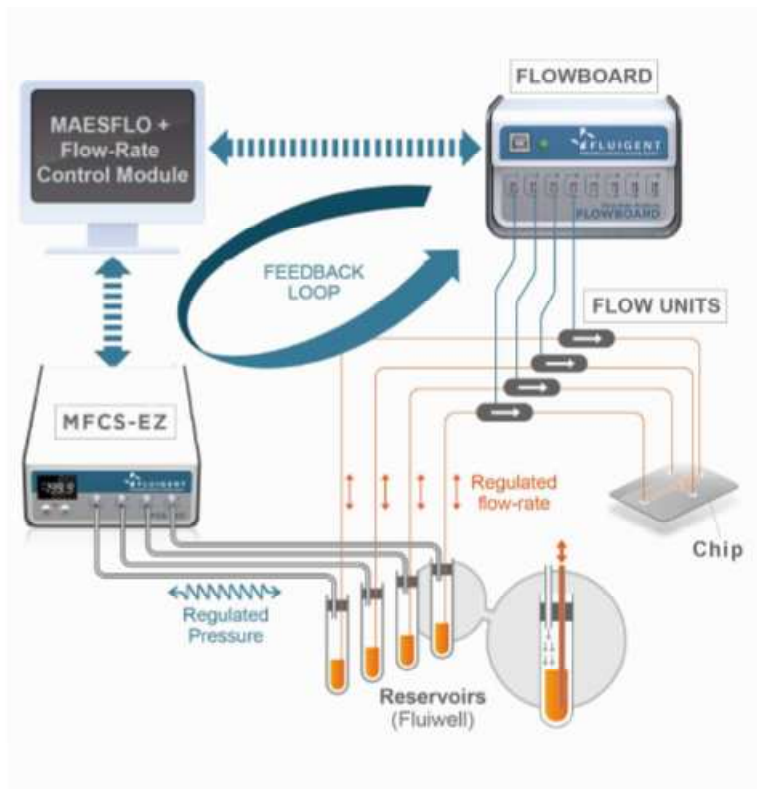 FLOWBOARD
MAESFLO +
Flow-Rate
Control Module
FLUIGENT
FLOWBOARD
FEEDBACK
LOOP
FLOW UNITS
MFCS-EZ
FLUIGENT
Regulated
flow-rate
Chip
Regulated
Pressure
Reservoirs
(Fluiwell)